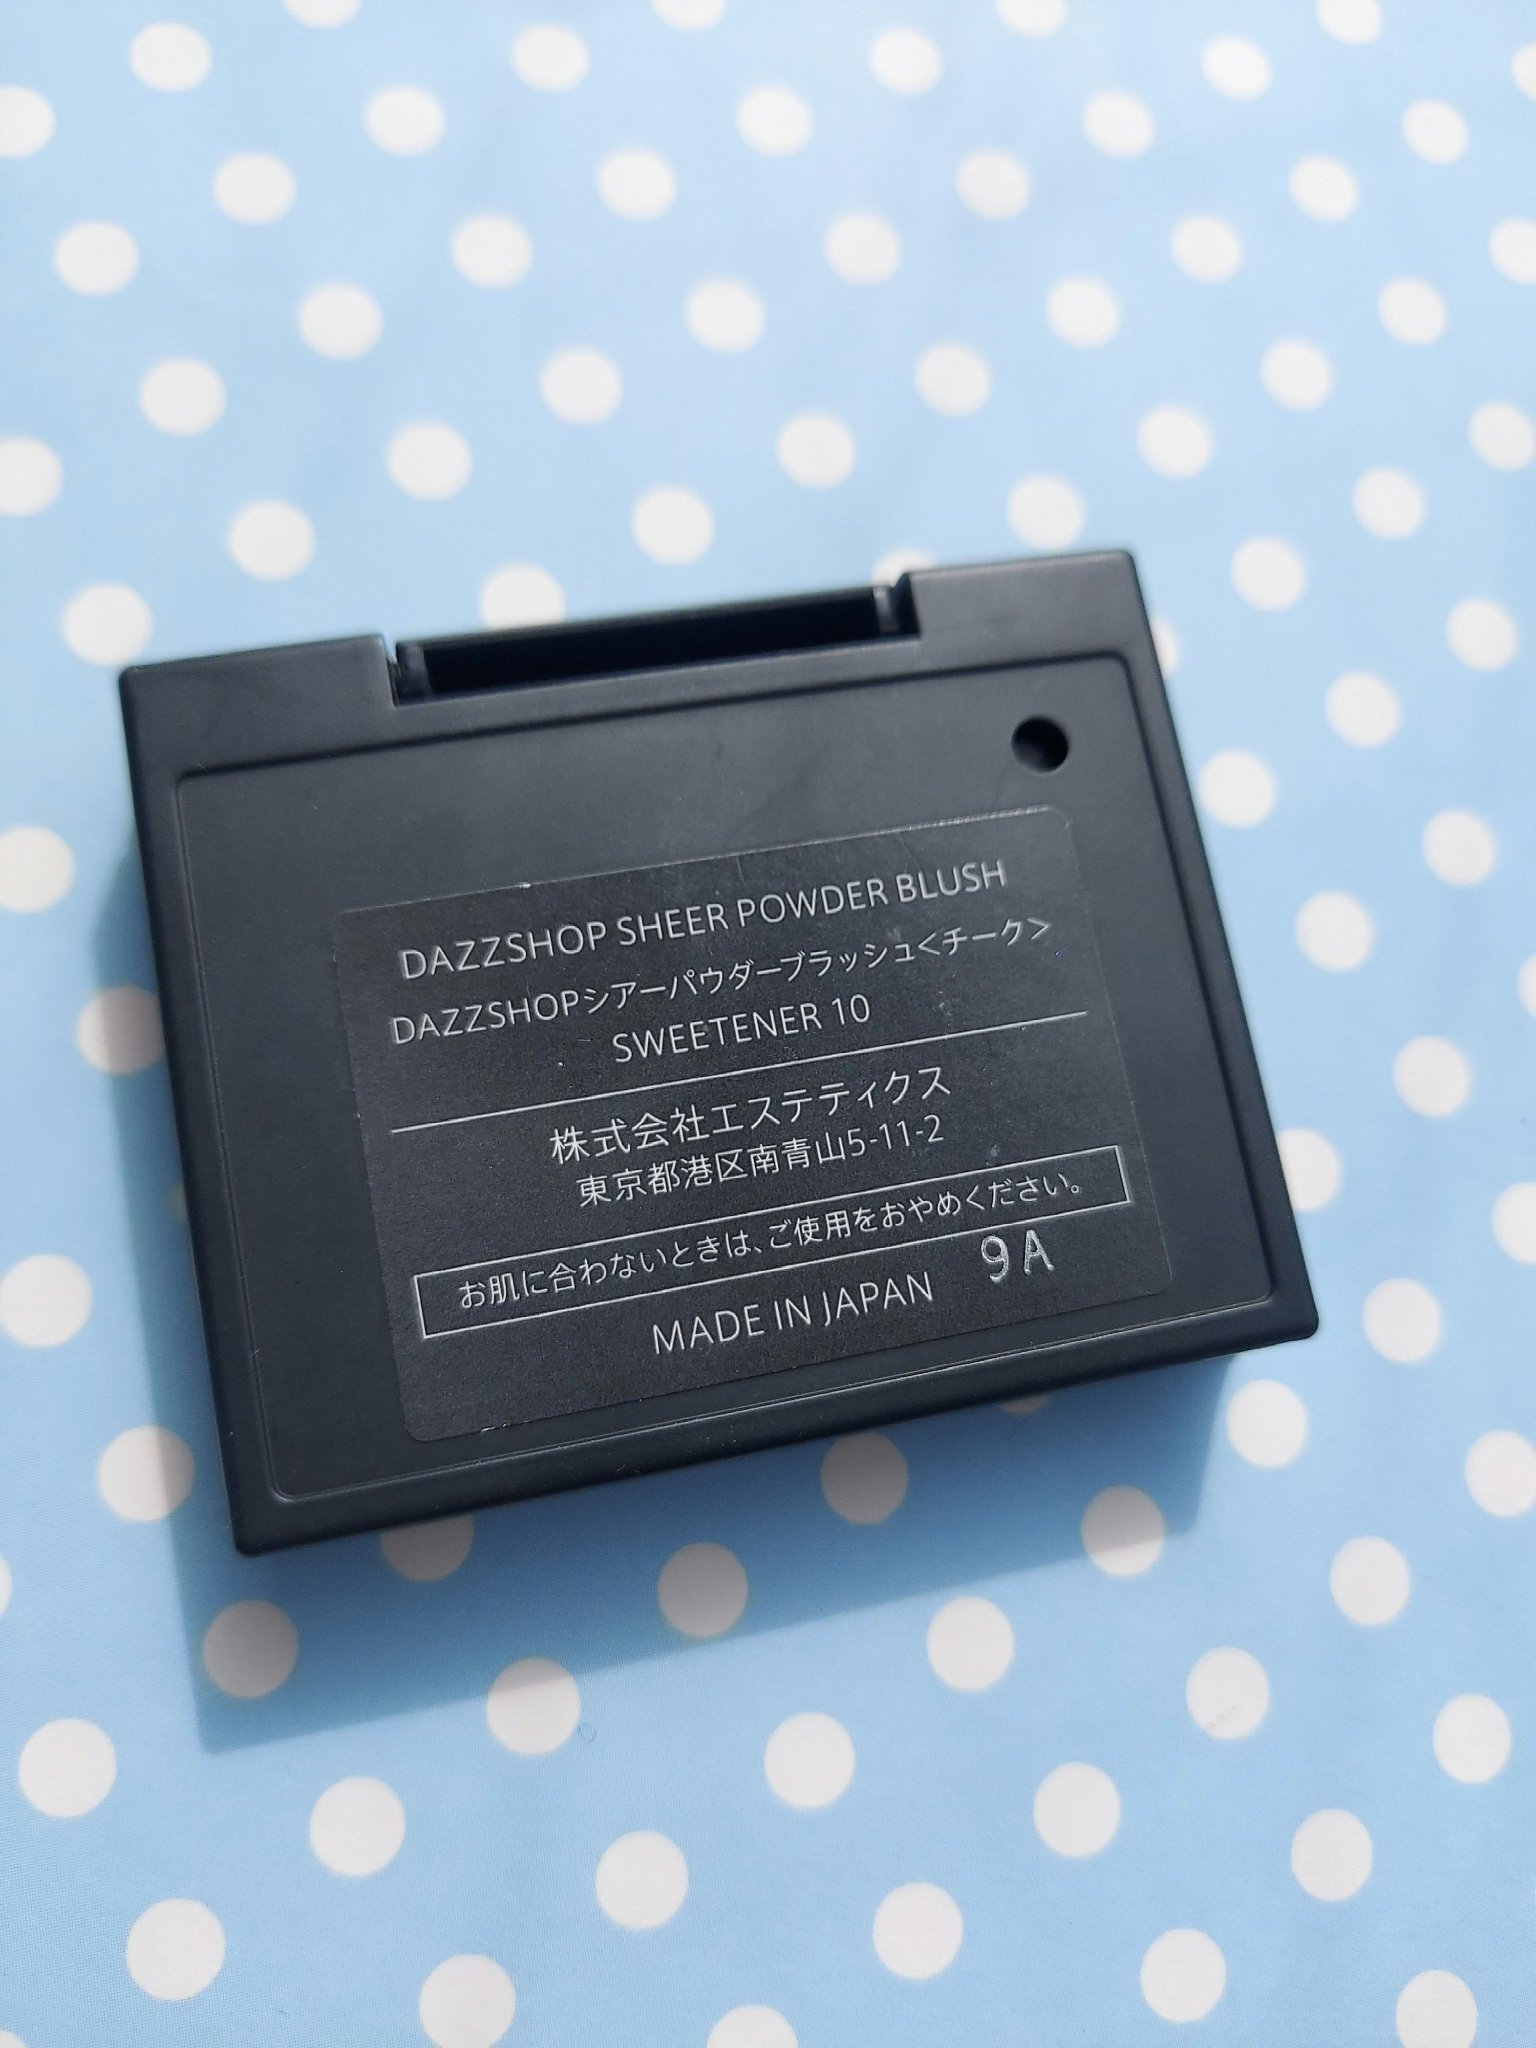 DAZZSHOP SHEER POWDER BLUSH
DAZZSHOPシアーパウダーブラッシュ<チーク>
SWEETENER 10
株式会社エステティクス
東京都港区南青山5-11-2
お肌に合わないときは、ご使用をおやめください。
MADE IN JAPAN 9A